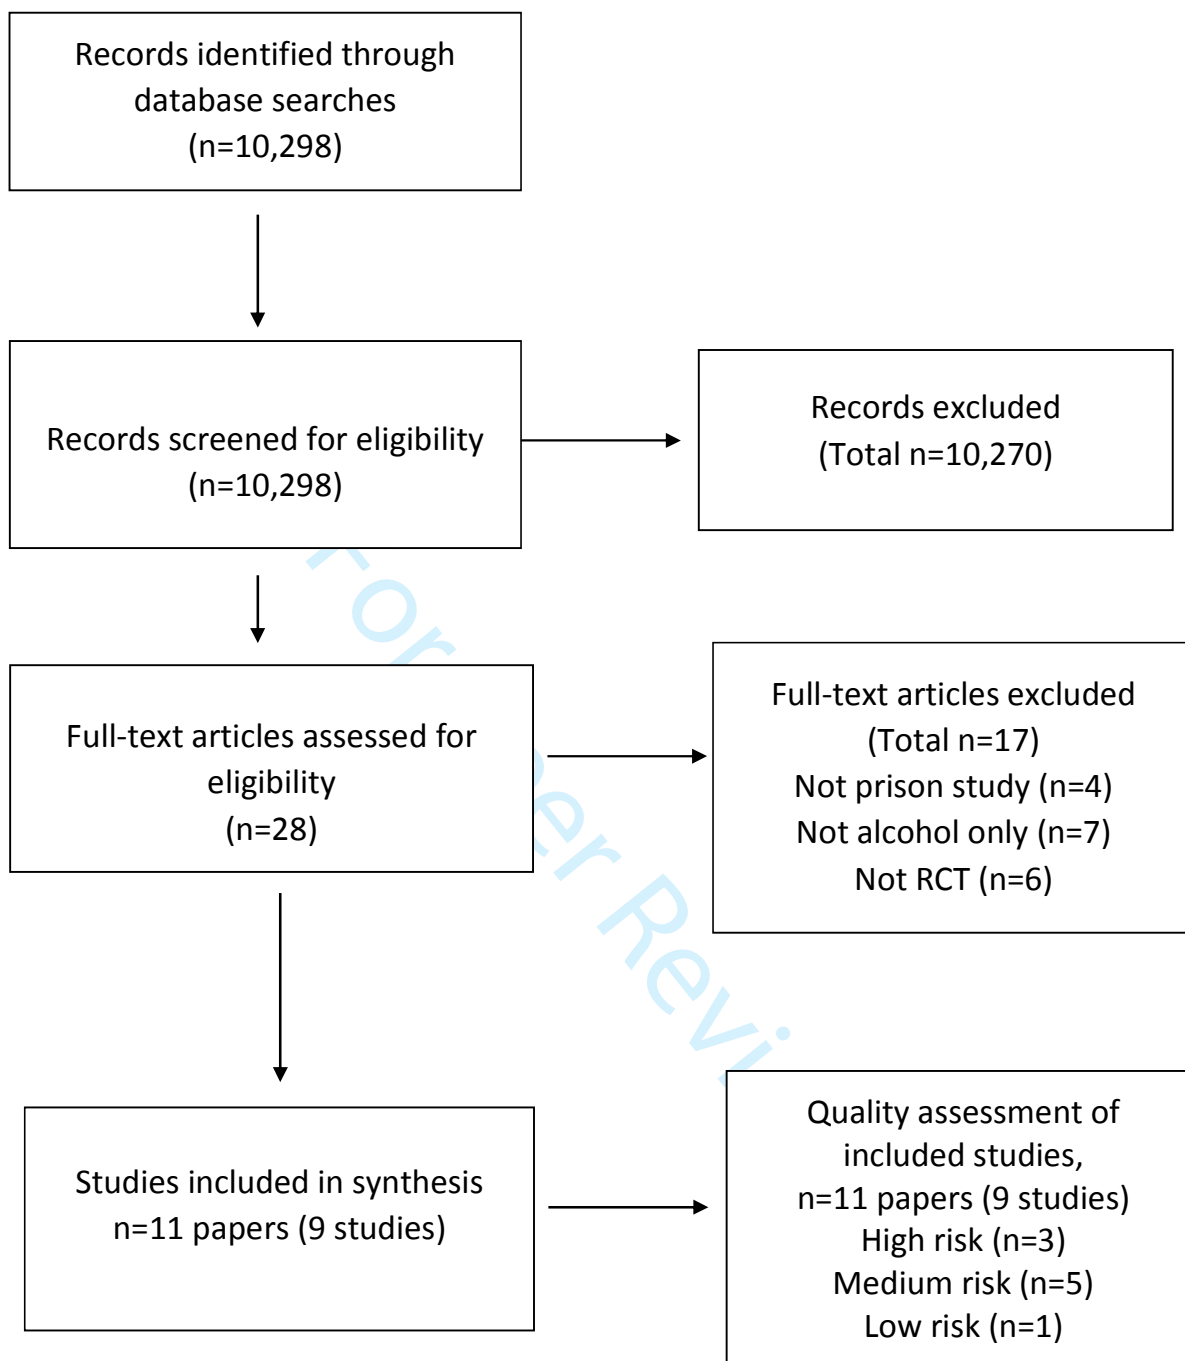 Records identified through
database searches
(n=10,298)
Records screened for eligibility
(n=10,298)
Records excluded
(Total n=10,270)
Full-text articles assessed for
eligibility
(n=28)
Full-text articles excluded
(Total n=17)
Not prison study (n=4)
Not alcohol only (n=7)
Not RCT (n=6)
Studies included in synthesis
n=11 papers (9 studies)
Quality assessment of
included studies,
n=11 papers (9 studies)
High risk (n=3)
Medium risk (n=5)
Low risk (n=1)